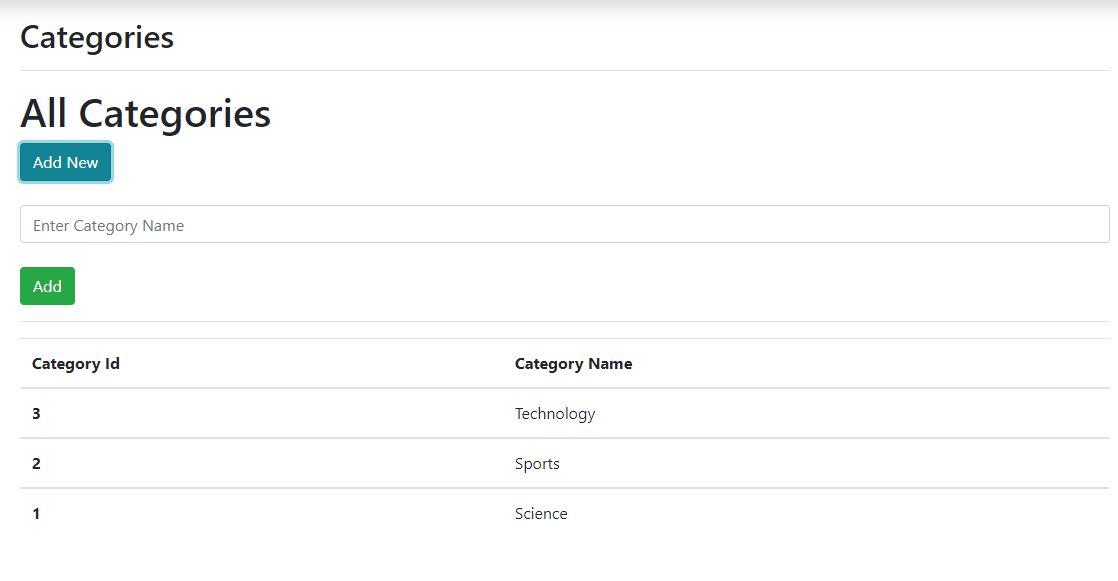 Categories
All Categories
Add New
Enter Category Name
Add
Category Id Category Name
3 Technology
2 Sports
1 Science